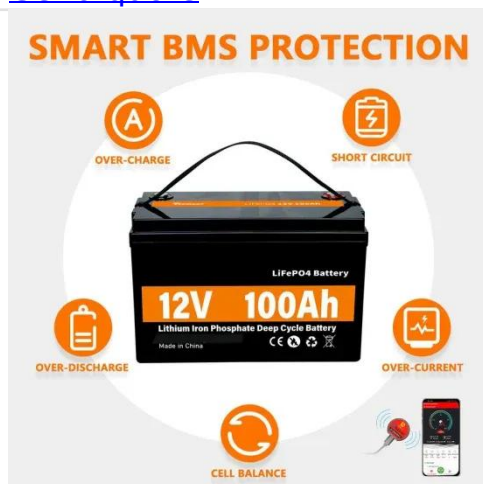 SMART BMS PROTECTION
OVER-CHARGE
SHORT CIRCUIT
LiFePO4 Battery
12V 100Ah
Lithium Iron Phosphate Deep Cycle Battery
Made in China
CE
OVER-DISCHARGE
OVER-CURRENT
CELL BALANCE